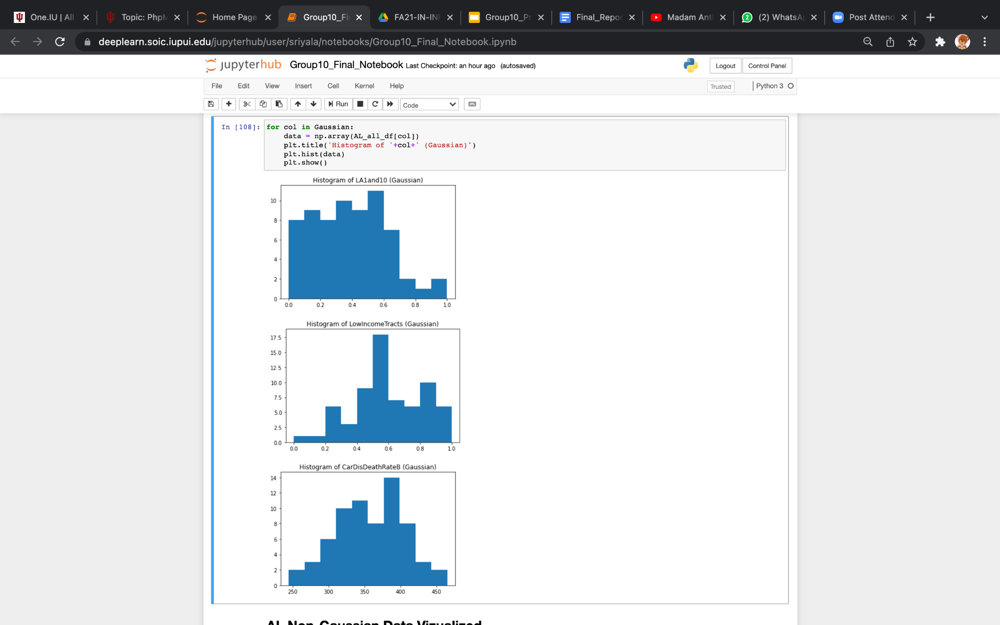 One.IU | All
Topic: PhpM
Home Page
Group10_Fi
FA21-IN-INF
Group10_Pr
Final_Repor
Madam Ant
2
(2) WhatsA
Post Attend
deeplearn.soic.iupui.edu/jupyterhub/user/sriyala/notebooks/Group10_Final_Notebook.ipynb
jupyterhub Group10_Final_Notebook Last Checkpoint: an hour ago (autosaved)
Logout
Control Panel
File Edit View Insert Cell Kernel Help
Trusted
Python 3
Run
Code
In [108]:
for col in Gaussian:
    data = np.array(AL_all_df[col])
    plt.title('Histogram of '+col+' (Gaussian)')
    plt.hist(data)
    plt.show()
Histogram of LA1and10 (Gaussian)
10
8
6
4
2
0
0.0 0.2 0.4 0.6 0.8 1.0
Histogram of LowIncomeTracts (Gaussian)
17.5
15.0
12.5
10.0
7.5
5.0
2.5
0.0
0.0 0.2 0.4 0.6 0.8 1.0
Histogram of CarDisDeathRateB (Gaussian)
14
12
10
8
6
4
2
0
250 300 350 400 450
AL Non-Gaussian Data Vizualized